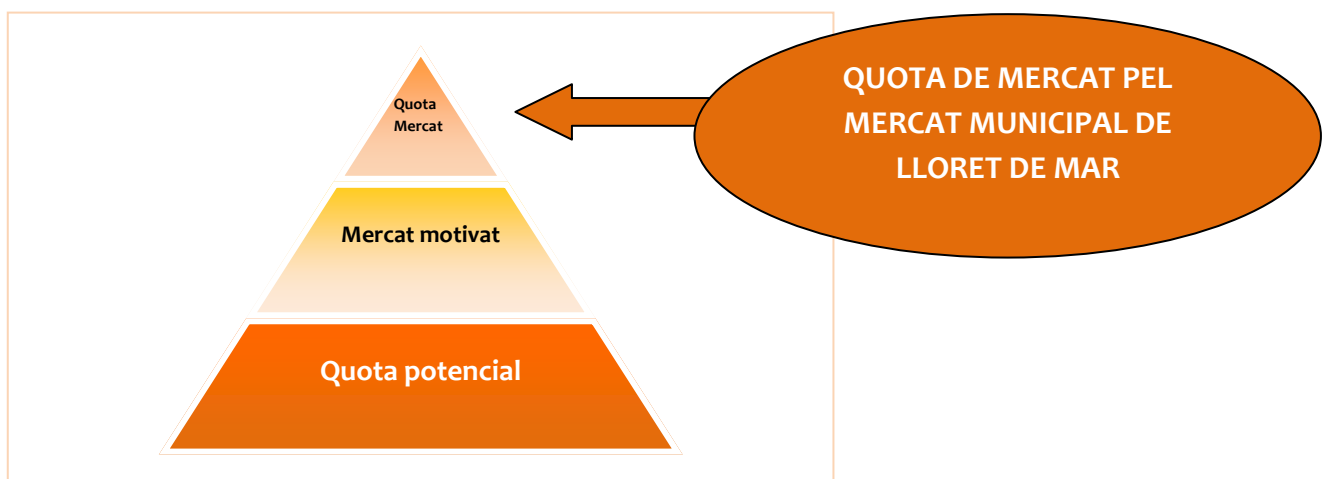 Quota
Mercat
QUOTA DE MERCAT PEL
MERCAT MUNICIPAL DE
LLORET DE MAR
Mercat motivat
Quota potencial